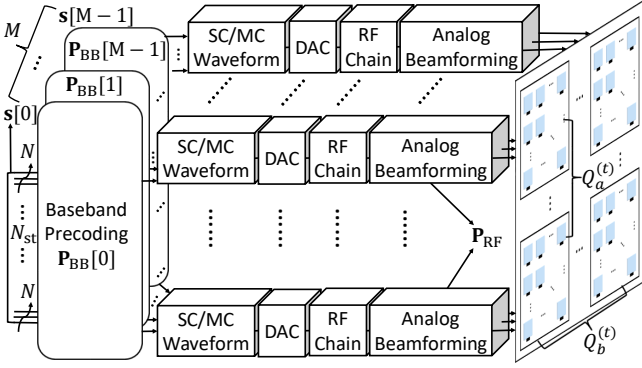 M
s[M − 1]
P_BB[M−1]
P_BB[1]
s[0]
SC/MC Waveform
DAC
RF Chain
Analog Beamforming
N
SC/MC Waveform
DAC
RF Chain
Analog Beamforming
Q_a^(t)
N_st
Baseband Precoding P_BB[0]
P_RF
N
SC/MC Waveform
DAC
RF Chain
Analog Beamforming
Q_b^(t)